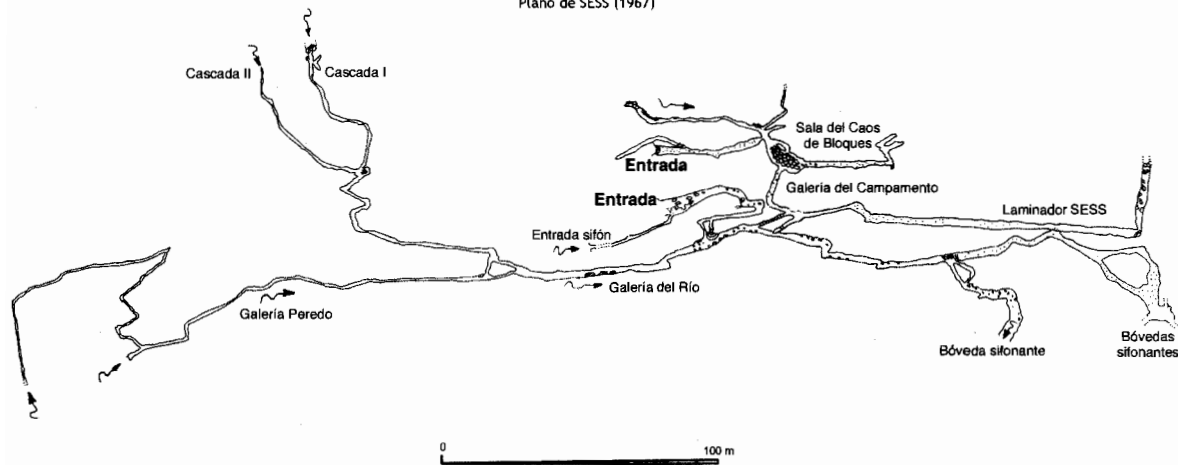 Plano de SESS (1967)
Cascada II
Cascada I
Sala del Caos
de Bloques
Entrada
Galería del Campamento
Entrada
Laminador SESS
Entrada sifón
Galería del Río
Galería Peredo
Bóveda sifonante
Bóvedas
sifonantes
0
100 m